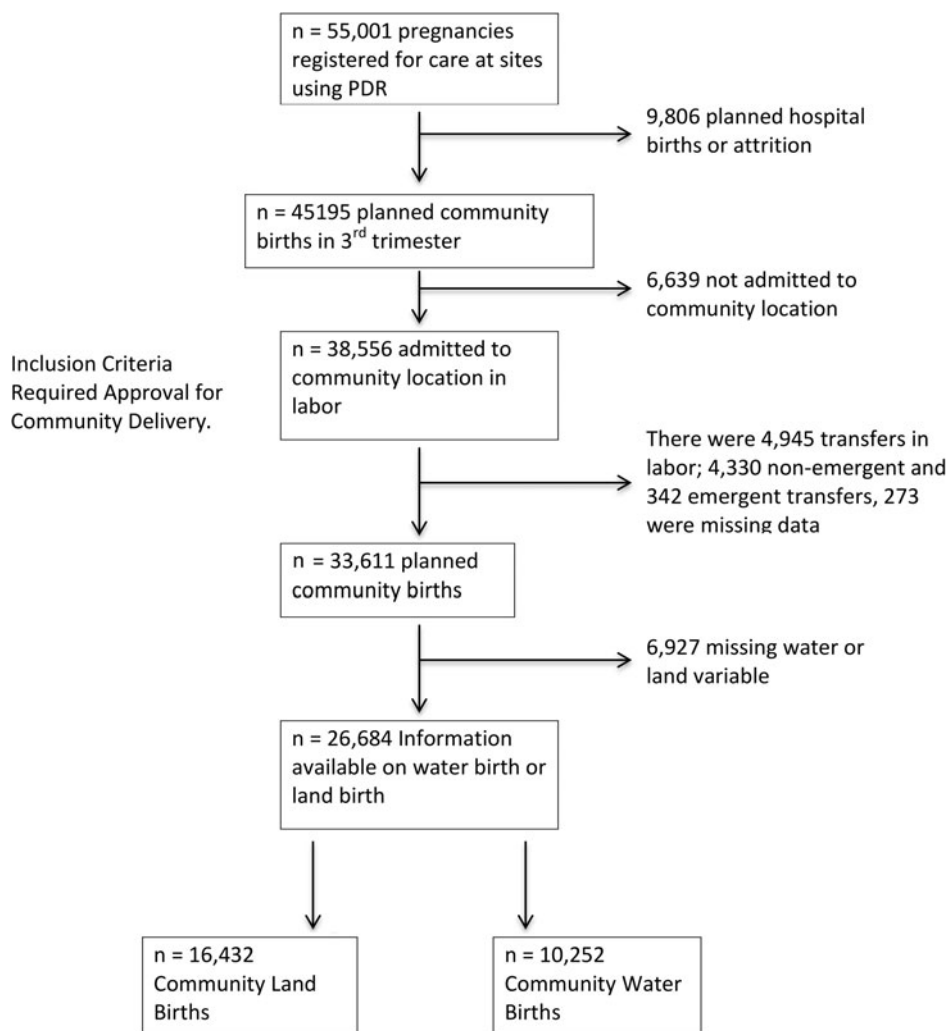 n = 55,001 pregnancies
registered for care at sites
using PDR
9,806 planned hospital
births or attrition
n = 45195 planned community
births in 3rd trimester
6,639 not admitted to
community location
n = 38,556 admitted to
community location in
labor
Inclusion Criteria
Required Approval for
Community Delivery.
There were 4,945 transfers in
labor; 4,330 non-emergent and
342 emergent transfers, 273
were missing data
n = 33,611 planned
community births
6,927 missing water or
land variable
n = 26,684 Information
available on water birth or
land birth
n = 16,432
Community Land
Births
n = 10,252
Community Water
Births